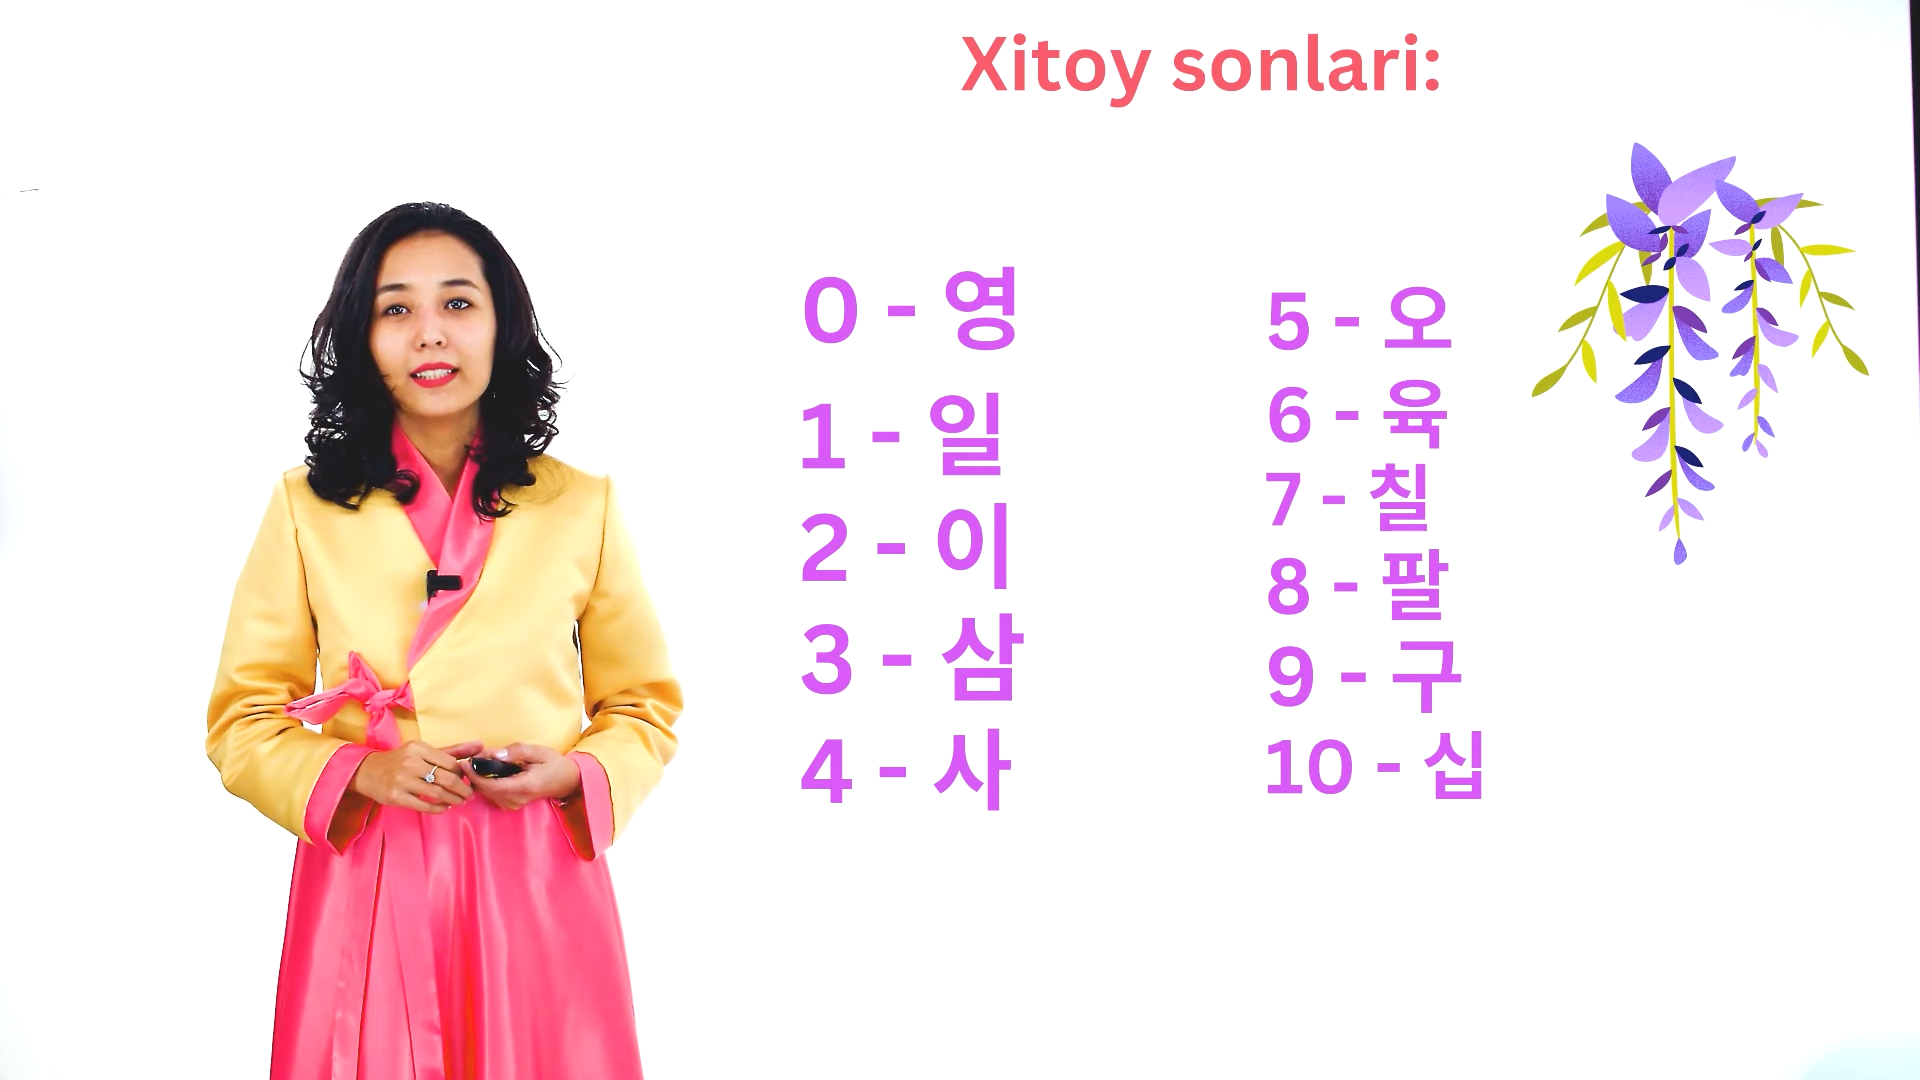 Xitoy sonlari:
0 - 영
1 - 일
2 - 이
3 - 삼
4 - 사
5 - 오
6 - 육
7 - 칠
8 - 팔
9 - 구
10 - 십